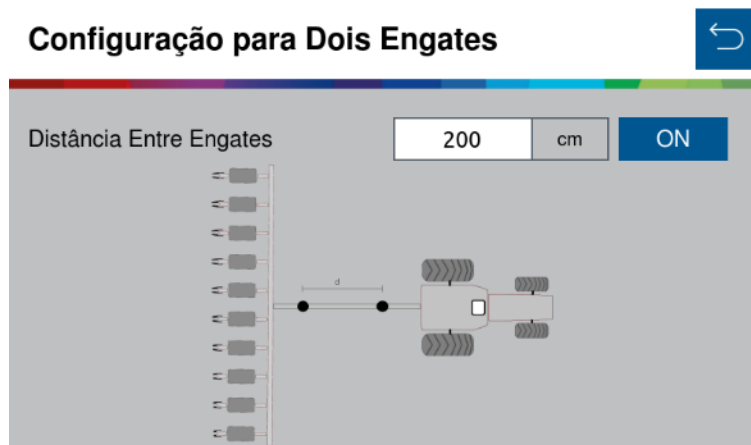 Configuração para Dois Engates
Distância Entre Engates 200 cm ON
d